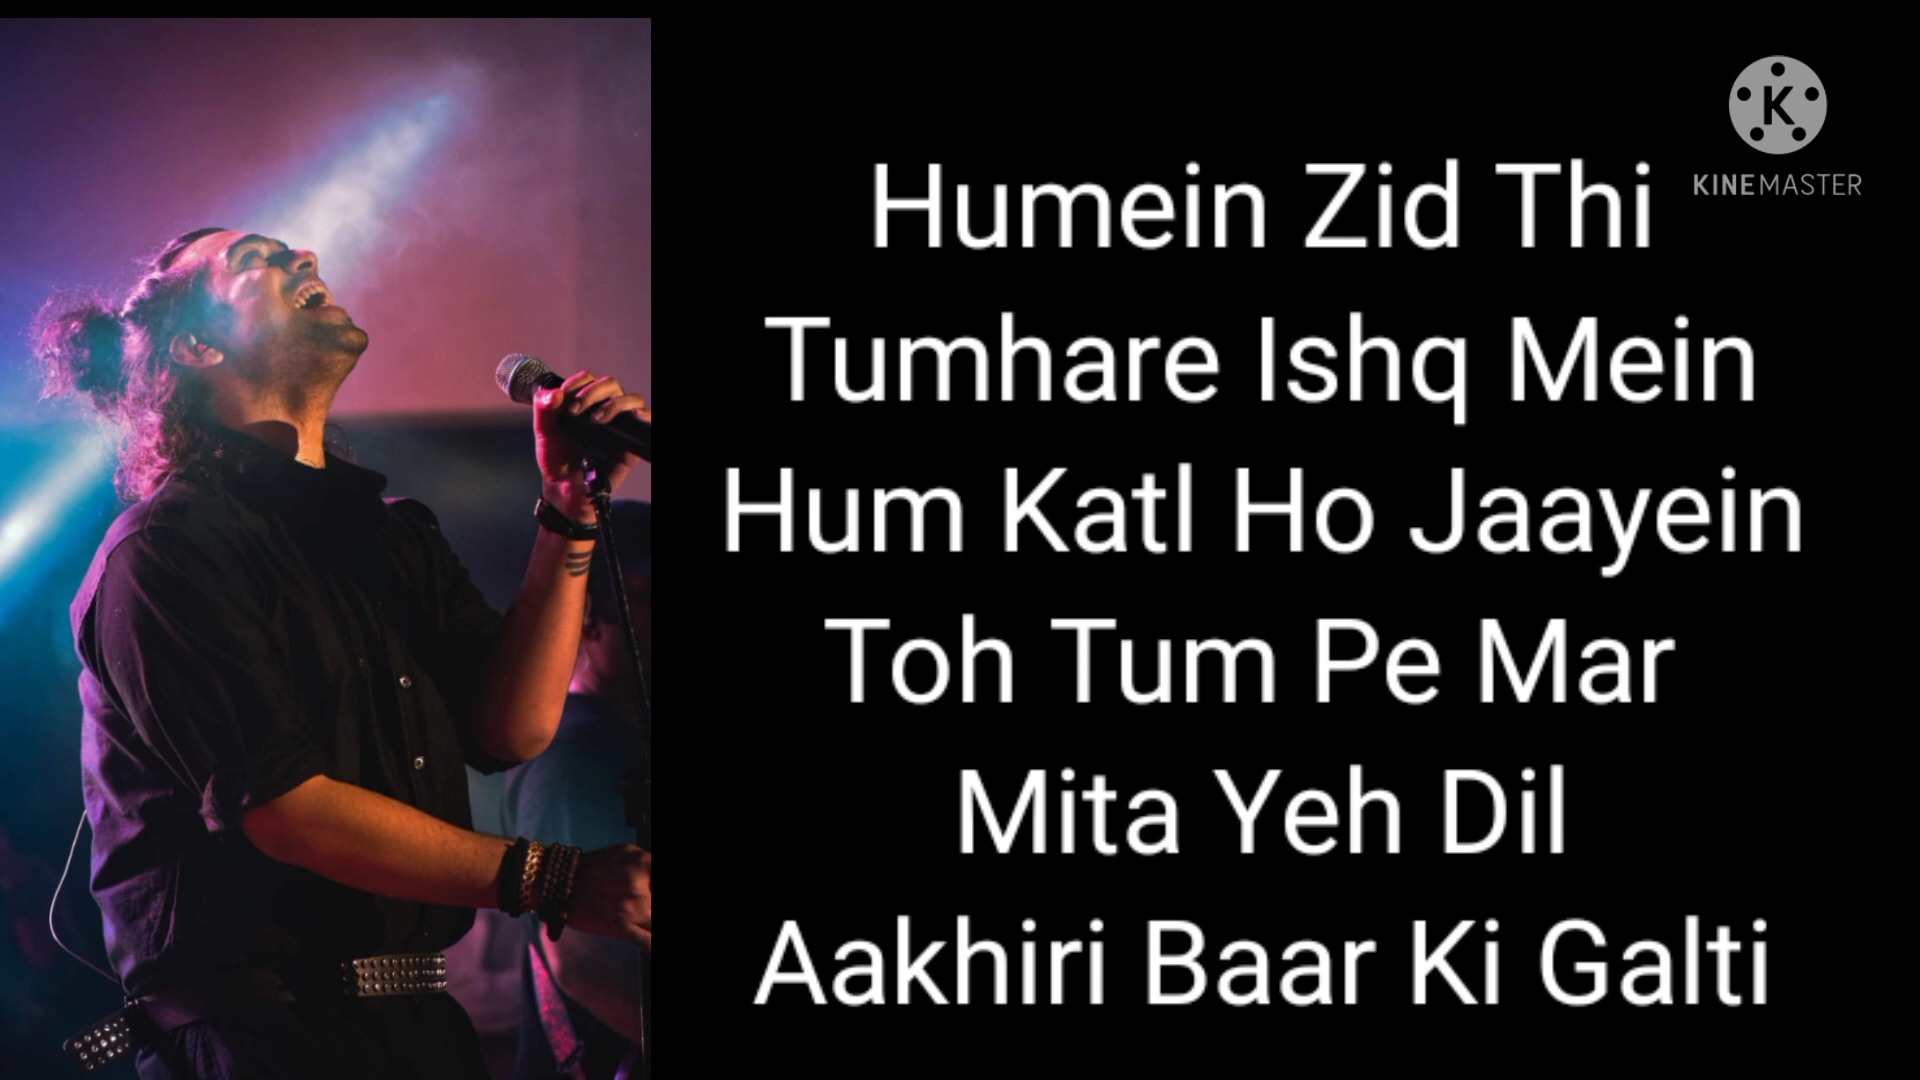 K
KINEMASTER
Humein Zid Thi
Tumhare Ishq Mein
Hum Katl Ho Jaayein
Toh Tum Pe Mar
Mita Yeh Dil
Aakhiri Baar Ki Galti